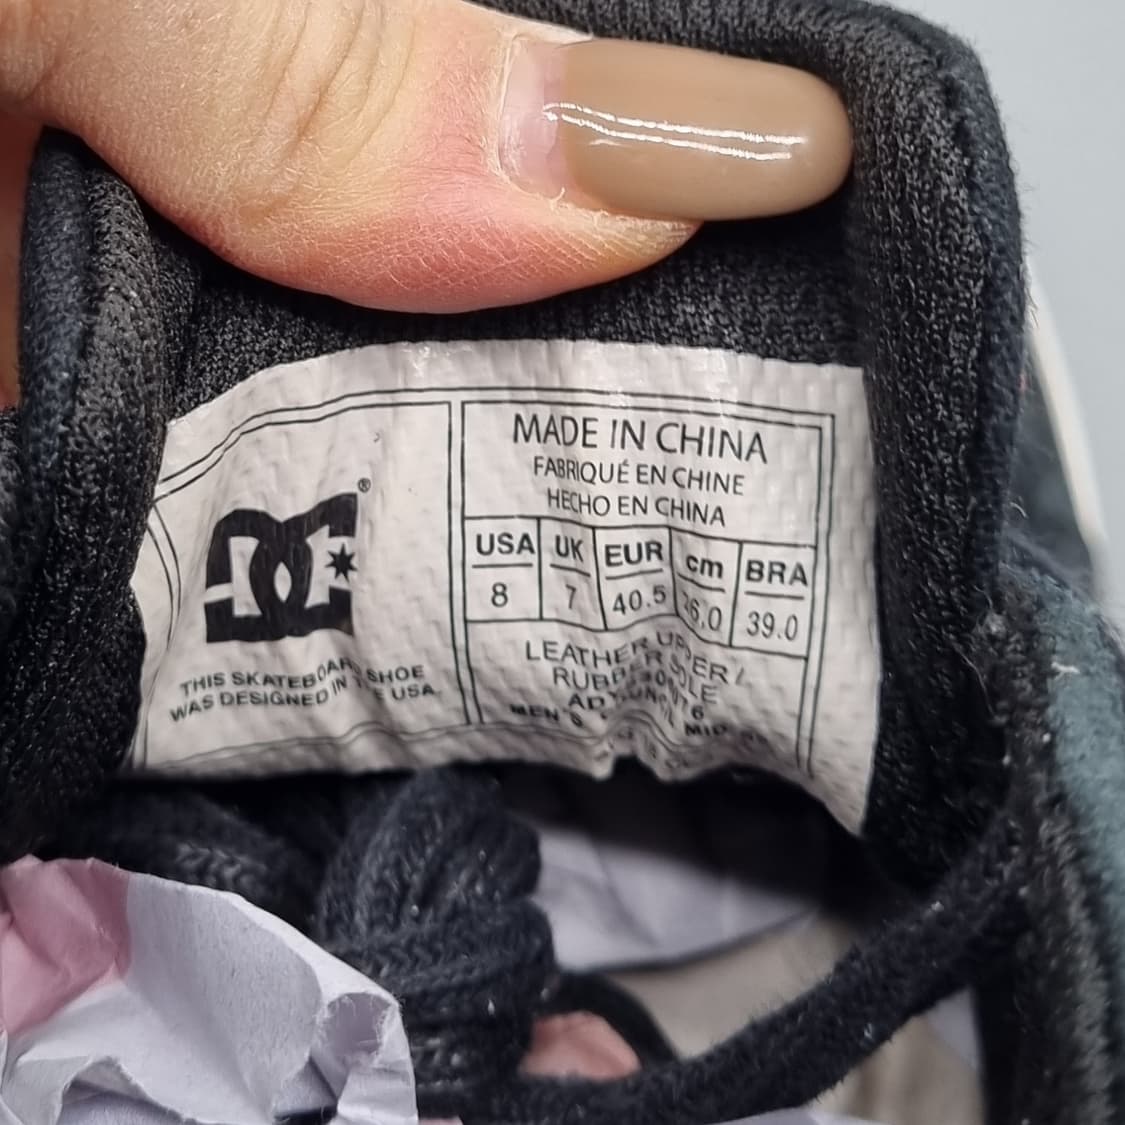 DC
®
THIS SKATEBOARD SHOE
WAS DESIGNED IN THE USA.
MADE IN CHINA
FABRIQUÉ EN CHINE
HECHO EN CHINA
USA UK EUR cm BRA
8 7 40.5 26.0 39.0
LEATHER UPPER /
RUBBER SOLE
MEN'S